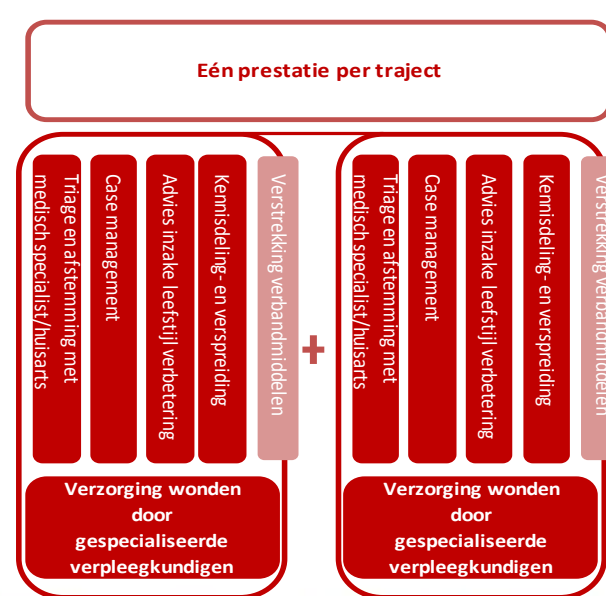 Eén prestatie per traject
Triage en afstemming met
medisch specialist/huisarts
Case management
Advies inzake leefstijl verbetering
Kennisdeling- en verspreiding
Verstrekking verbandmiddelen
Verzorging wonden
door
gespecialiseerde
verpleegkundigen
+
Triage en afstemming met
medisch specialist/huisarts
Case management
Advies inzake leefstijl verbetering
Kennisdeling- en verspreiding
Verstrekking verbandmiddelen
Verzorging wonden
door
gespecialiseerde
verpleegkundigen